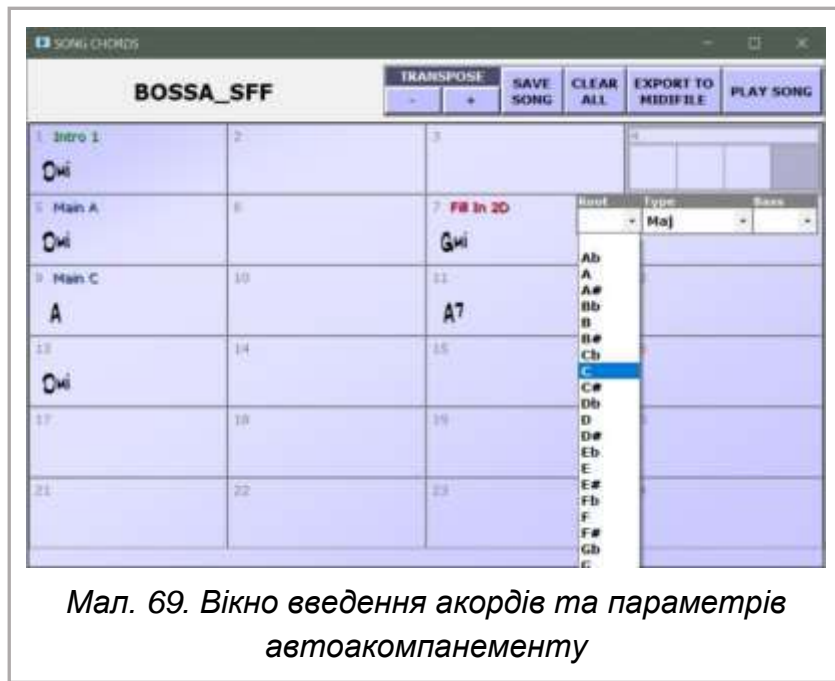 SONG CHORDS
BOSSA_SFF
TRANSPOSE
- +
SAVE SONG
CLEAR ALL
EXPORT TO MIDIFILE
PLAY SONG
1 Intro 1 2 3 4
Dmi
5 Main A 6 7 Fill In 2D
Root Type Bass
Maj
Dmi Gmi
9 Main C 10 11
A A7
13 14 15
Dmi
17 18 19
21 22 23
Ab
A
A#
Bb
B
B#
Cb
C
C#
Db
D
D#
Eb
E
E#
Fb
F
F#
Gb
G
Мал. 69. Вікно введення акордів та параметрів
автоакомпанементу